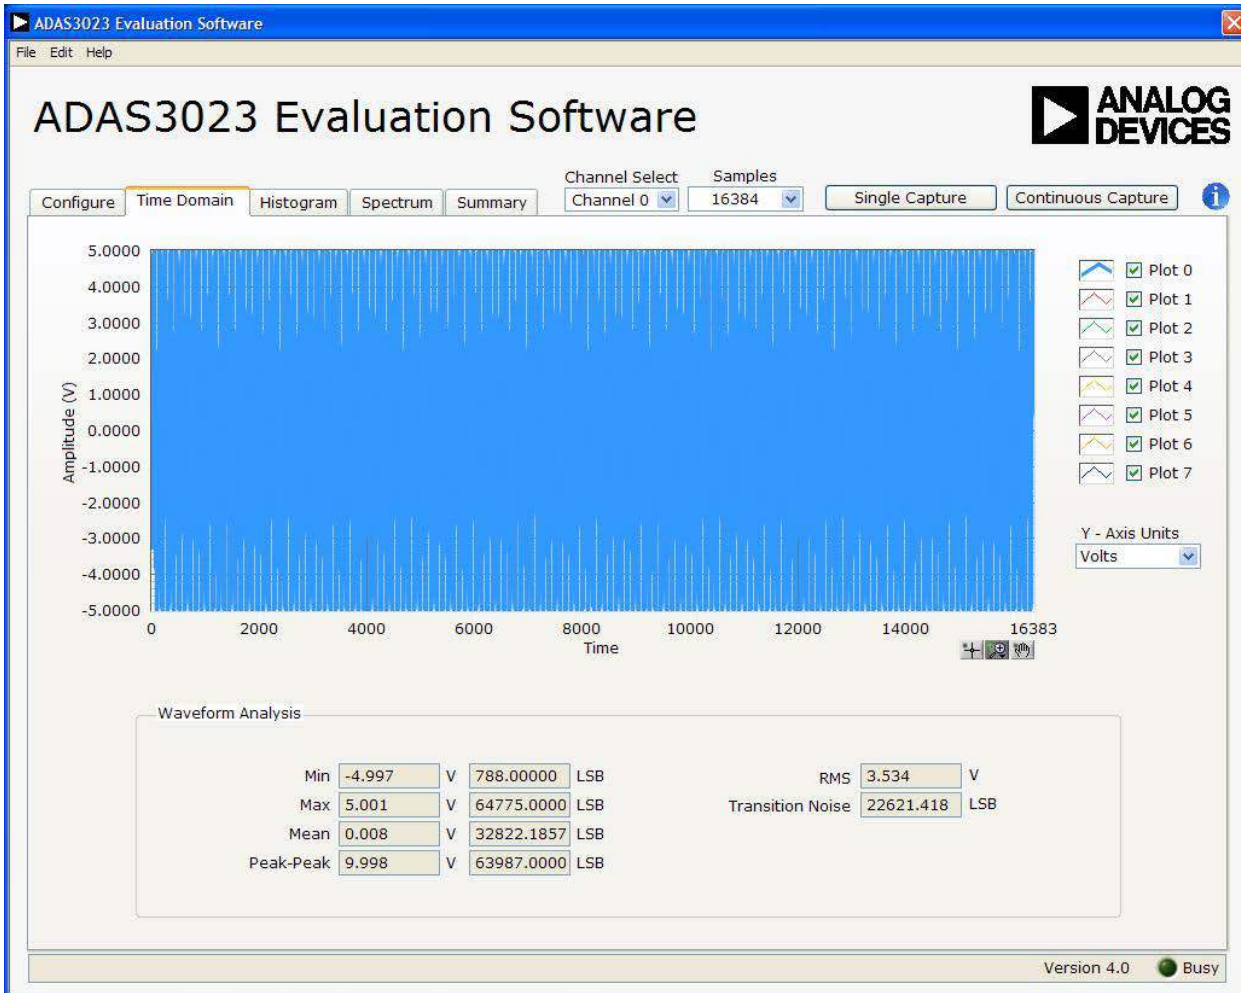 ADAS3023 Evaluation Software
File Edit Help
ADAS3023 Evaluation Software
ANALOG
DEVICES
Channel Select Samples
Configure Time Domain Histogram Spectrum Summary Channel 0 16384 Single Capture Continuous Capture i
5.0000
4.0000
3.0000
2.0000
1.0000
0.0000
-1.0000
-2.0000
-3.0000
-4.0000
-5.0000
Amplitude (V)
0 2000 4000 6000 8000 10000 12000 14000 16383
Time
Plot 0
Plot 1
Plot 2
Plot 3
Plot 4
Plot 5
Plot 6
Plot 7
Y - Axis Units
Volts
Waveform Analysis
Min -4.997 V 788.00000 LSB
Max 5.001 V 64775.0000 LSB
Mean 0.008 V 32822.1857 LSB
Peak-Peak 9.998 V 63987.0000 LSB
RMS 3.534 V
Transition Noise 22621.418 LSB
Version 4.0 Busy